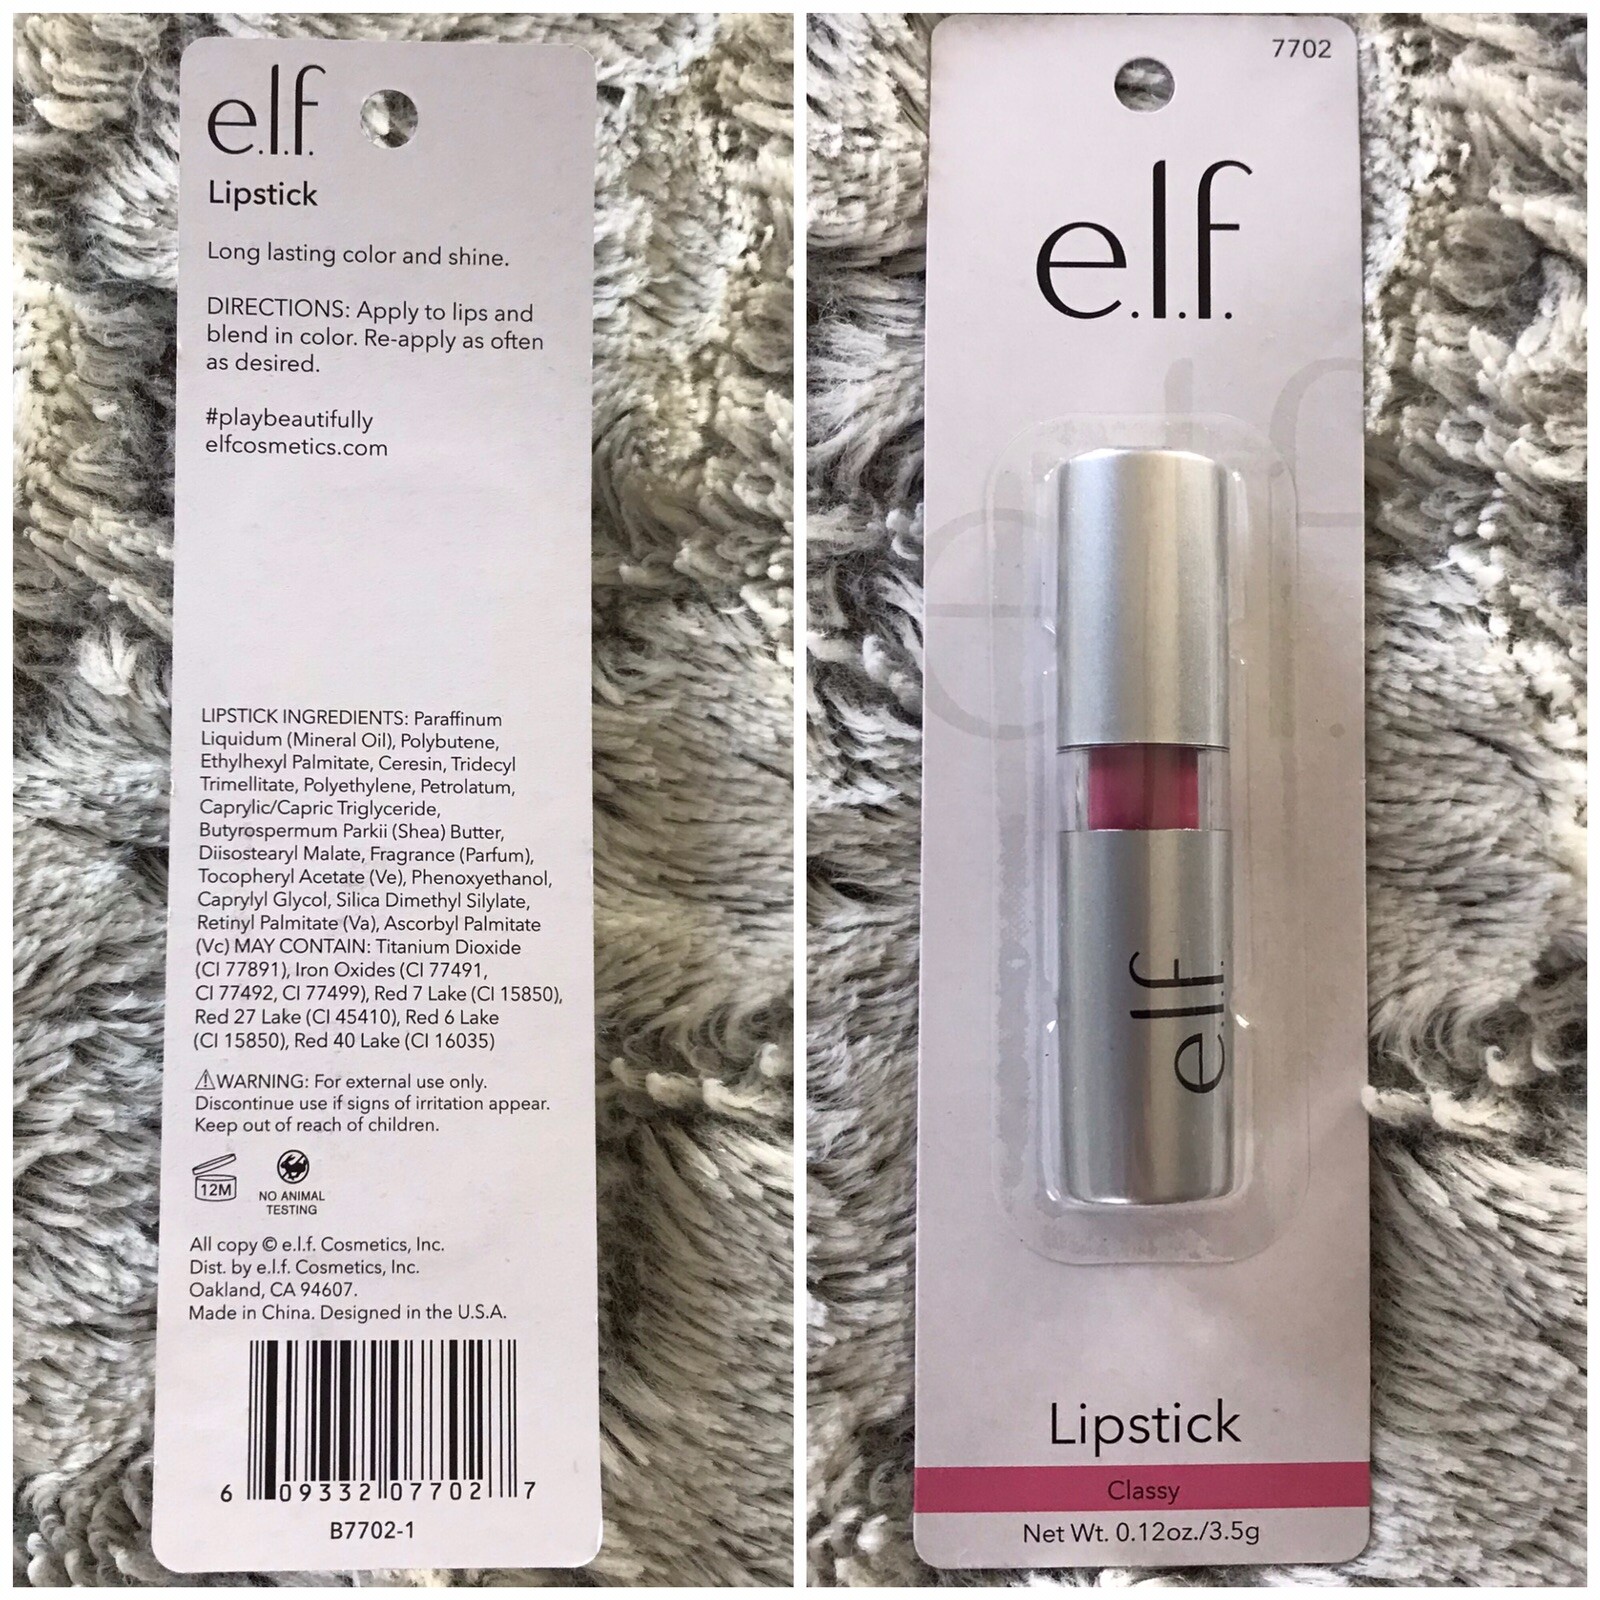 e.l.f.
Lipstick
Long lasting color and shine.
DIRECTIONS: Apply to lips and
blend in color. Re-apply as often
as desired.
#playbeautifully
elfcosmetics.com
LIPSTICK INGREDIENTS: Paraffinum
Liquidum (Mineral Oil), Polybutene,
Ethylhexyl Palmitate, Ceresin, Tridecyl
Trimellitate, Polyethylene, Petrolatum,
Caprylic/Capric Triglyceride,
Butyrospermum Parkii (Shea) Butter,
Diisostearyl Malate, Fragrance (Parfum),
Tocopheryl Acetate (Ve), Phenoxyethanol,
Caprylyl Glycol, Silica Dimethyl Silylate,
Retinyl Palmitate (Va), Ascorbyl Palmitate
(Vc) MAY CONTAIN: Titanium Dioxide
(CI 77891), Iron Oxides (CI 77491,
CI 77492, CI 77499), Red 7 Lake (CI 15850),
Red 27 Lake (CI 45410), Red 6 Lake
(CI 15850), Red 40 Lake (CI 16035)
⚠WARNING: For external use only.
Discontinue use if signs of irritation appear.
Keep out of reach of children.
12M
NO ANIMAL
TESTING
All copy © e.l.f. Cosmetics, Inc.
Dist. by e.l.f. Cosmetics, Inc.
Oakland, CA 94607.
Made in China. Designed in the U.S.A.
6 09332 07702 7
B7702-1
7702
e.l.f.
e.l.f.
e.l.f.
Lipstick
Classy
Net Wt. 0.12oz./3.5g